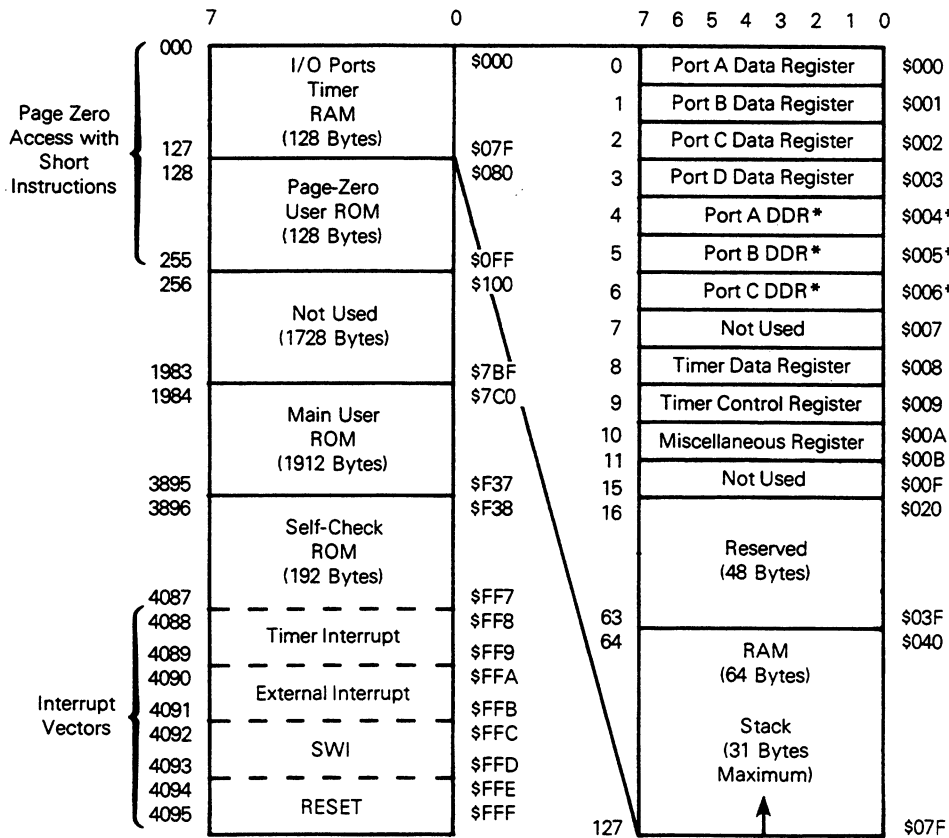 7 0
000
I/O Ports
Timer
RAM
(128 Bytes)
$000
127
$07F
Page Zero
Access with
Short
Instructions
128
Page-Zero
User ROM
(128 Bytes)
$080
255
$0FF
256
Not Used
(1728 Bytes)
$100
1983
$7BF
1984
Main User
ROM
(1912 Bytes)
$7C0
3895
$F37
3896
Self-Check
ROM
(192 Bytes)
$F38
4087
$FF7
Interrupt
Vectors
4088
Timer Interrupt
$FF8
4089
$FF9
4090
External Interrupt
$FFA
4091
$FFB
4092
SWI
$FFC
4093
$FFD
4094
RESET
$FFE
4095
$FFF
7 6 5 4 3 2 1 0
0 Port A Data Register $000
1 Port B Data Register $001
2 Port C Data Register $002
3 Port D Data Register $003
4 Port A DDR* $004*
5 Port B DDR* $005*
6 Port C DDR* $006*
7 Not Used $007
8 Timer Data Register $008
9 Timer Control Register $009
10 Miscellaneous Register $00A
11 $00B
Not Used
15 $00F
16 $020
Reserved
(48 Bytes)
63 $03F
64 $040
RAM
(64 Bytes)
Stack
(31 Bytes
Maximum)
127 $07F